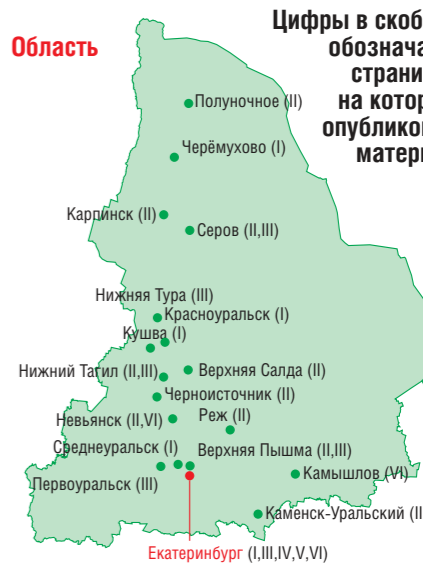 Область
Цифры в скоб
обознача
страни
на котор
опубликов
матери
Полуночное (II)
Черёмухово (I)
Карпинск (II)
Серов (II,III)
Нижняя Тура (III)
Красноуральск (I)
Кушва (I)
Нижний Тагил (II,III)
Верхняя Салда (II)
Черноисточник (II)
Невьянск (II,VI)
Реж (II)
Среднеуральск (I)
Верхняя Пышма (II,III)
Первоуральск (III)
Камышлов (VI)
Каменск-Уральский (II
Екатеринбург (I,III,IV,V,VI)